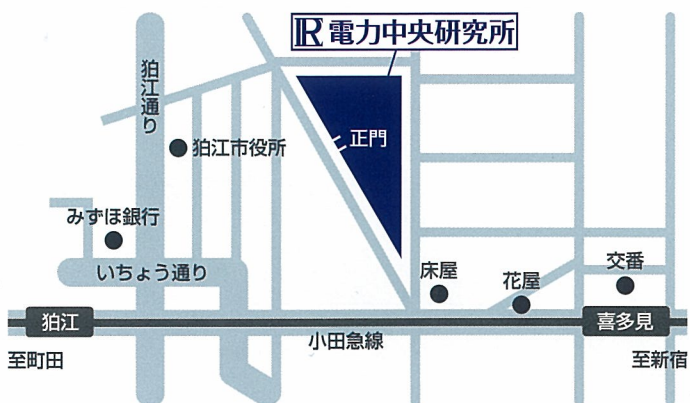 電力中央研究所
狛江通り
正門
狛江市役所
みずほ銀行
いちょう通り
床屋
花屋
交番
狛江
喜多見
小田急線
至町田
至新宿